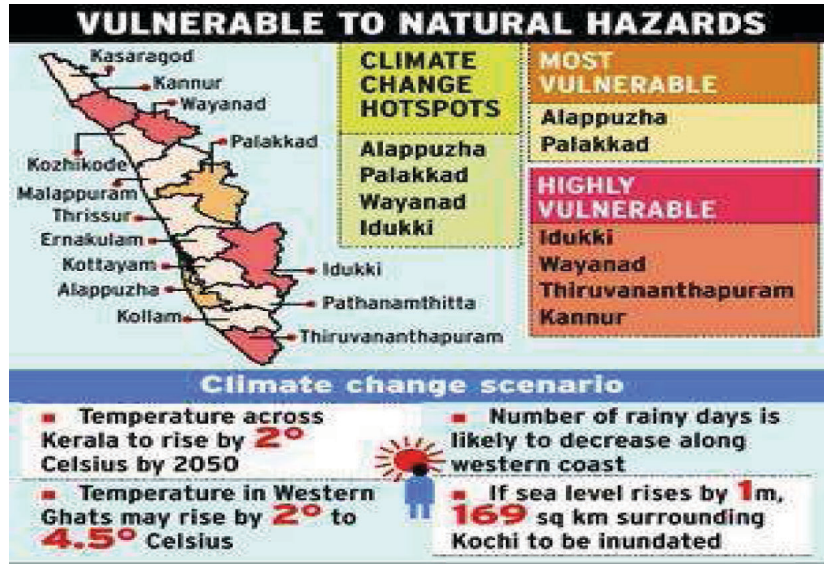 VULNERABLE TO NATURAL HAZARDS
Kasaragod
Kannur
Wayanad
Palakkad
Kozhikode
Malappuram
Thrissur
Ernakulam
Kottayam
Idukki
Alappuzha
Pathanamthitta
Kollam
Thiruvananthapuram
CLIMATE
CHANGE
HOTSPOTS
Alappuzha
Palakkad
Wayanad
Idukki
MOST
VULNERABLE
Alappuzha
Palakkad
HIGHLY
VULNERABLE
Idukki
Wayanad
Thiruvananthapuram
Kannur
Climate change scenario
Temperature across
Kerala to rise by 2°
Celsius by 2050
Temperature in Western
Ghats may rise by 2° to
4.5° Celsius
Number of rainy days is
likely to decrease along
western coast
If sea level rises by 1m,
169 sq km surrounding
Kochi to be inundated